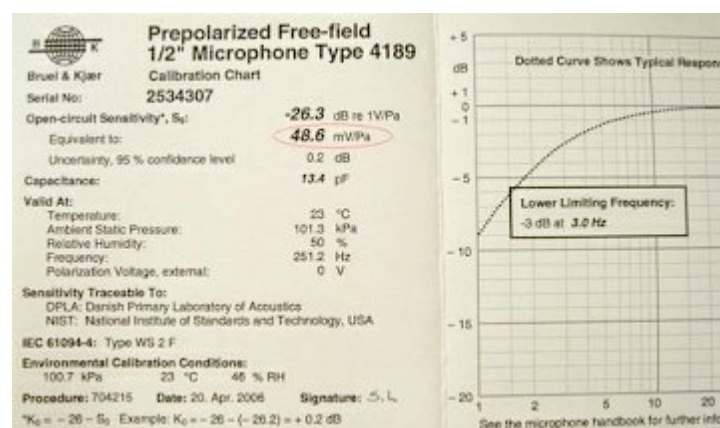 B K
Brüel & Kjær
Prepolarized Free-field
1/2" Microphone Type 4189
Calibration Chart
Serial No: 2534307
Open-circuit Sensitivity*, S₀: -26.3 dB re 1V/Pa
Equivalent to: 48.6 mV/Pa
Uncertainty, 95 % confidence level 0.2 dB
Capacitance: 13.4 pF
Valid At:
Temperature: 23 °C
Ambient Static Pressure: 101.3 kPa
Relative Humidity: 50 %
Frequency: 251.2 Hz
Polarization Voltage, external: 0 V
Sensitivity Traceable To:
DPLA: Danish Primary Laboratory of Acoustics
NIST: National Institute of Standards and Technology, USA
IEC 61094-4: Type WS 2 F
Environmental Calibration Conditions:
100.7 kPa 23 °C 46 % RH
Procedure: 704215 Date: 20. Apr. 2006 Signature: S.L
*K₀ = – 26 – S₀ Example: K₀ = – 26 – (– 26.2) = + 0.2 dB
+ 5
dB
+ 1
0
– 1
– 5
– 10
– 15
– 20
Dotted Curve Shows Typical Respon
Lower Limiting Frequency:
-3 dB at 3.0 Hz
1 2 5 10 20
See the microphone handbook for further info